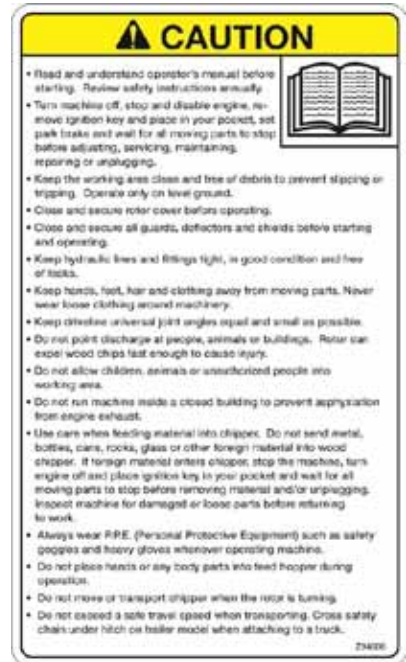 CAUTION
• Read and understand operator's manual before
starting. Review safety instructions annually.
• Turn machine off, stop and disable engine, re-
move ignition key and place in your pocket, set
park brake and wait for all moving parts to stop
before adjusting, servicing, maintaining,
repairing or unplugging.
• Keep the working area clean and free of debris to prevent slipping or
tripping. Operate only on level ground.
• Close and secure rotor cover before operating.
• Close and secure all guards, deflectors and shields before starting
and operating.
• Keep hydraulic lines and fittings tight, in good condition and free
of leaks.
• Keep hands, feet, hair and clothing away from moving parts. Never
wear loose clothing around machinery.
• Keep driveline universal joint angles equal and small as possible.
• Do not point discharge at people, animals or buildings. Rotor can
expel wood chips fast enough to cause injury.
• Do not allow children, animals or unauthorized people into
working area.
• Do not run machine inside a closed building to prevent asphyxiation
from engine exhaust.
• Use care when feeding material into chipper. Do not send metal,
bottles, cans, rocks, glass or other foreign material into wood
chipper. If foreign material enters chipper, stop the machine, turn
engine off and place ignition key in your pocket and wait for all
moving parts to stop before removing material and/or unplugging.
Inspect machine for damaged or loose parts before returning
to work.
• Always wear P.P.E. (Personal Protective Equipment) such as safety
goggles and heavy gloves whenever operating machine.
• Do not place hands or any body parts into feed hopper during
operation.
• Do not move or transport chipper when the rotor is turning.
• Do not exceed a safe travel speed when transporting. Cross safety
chain under hitch on trailer model when attaching to a truck.